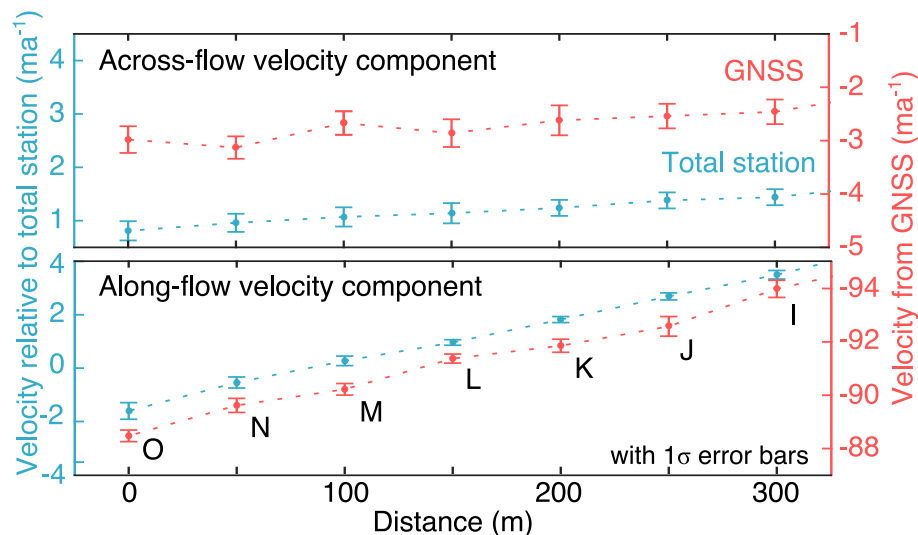 Velocity relative to total station (ma⁻¹)
4
3
2
1
Across-flow velocity component
GNSS
Total station
-1
-2
-3
-4
-5
Velocity from GNSS (ma⁻¹)
4
2
0
-2
-4
Along-flow velocity component
O
N
M
L
K
J
I
with 1σ error bars
-94
-92
-90
-88
0
100
200
300
Distance (m)